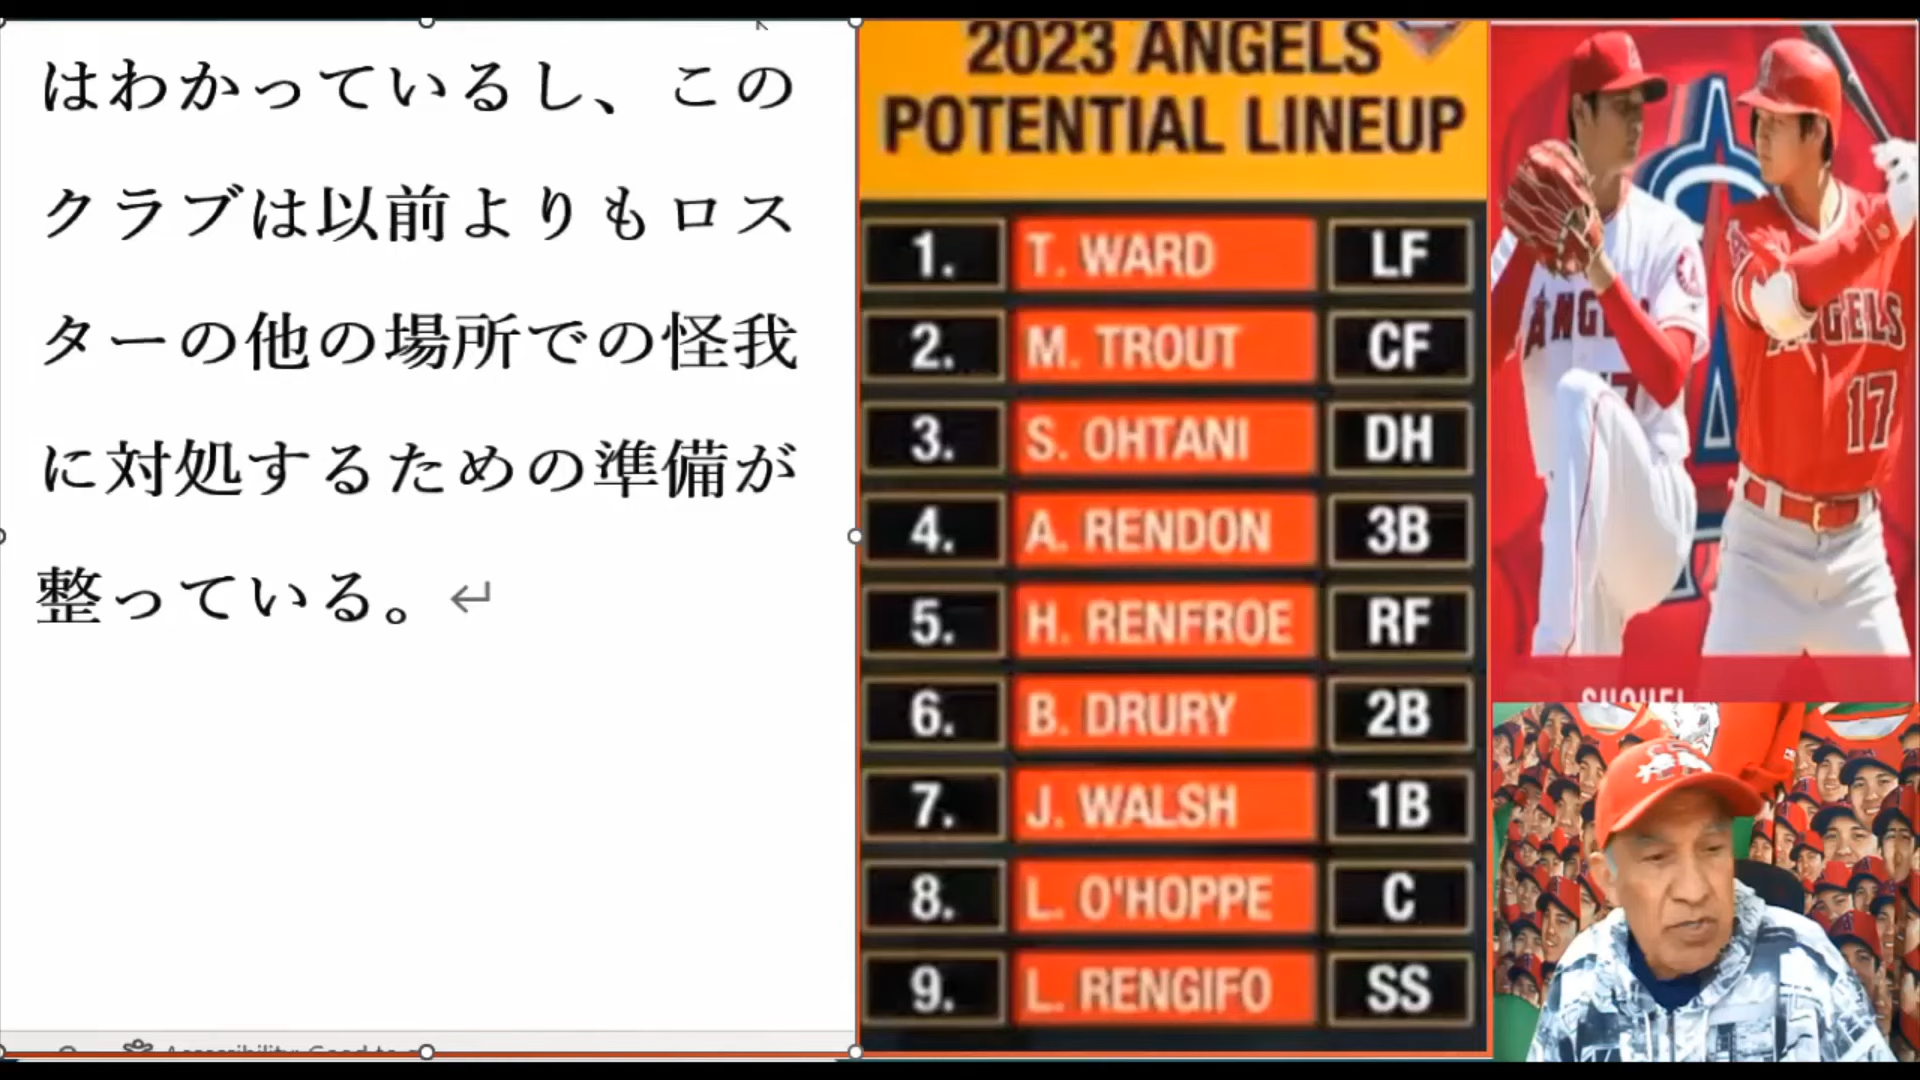 はわかっているし、この
クラブは以前よりもロス
ターの他の場所での怪我
に対処するための準備が
整っている。
2023 ANGELS
POTENTIAL LINEUP
1. T. WARD LF
2. M. TROUT CF
3. S. OHTANI DH
4. A. RENDON 3B
5. H. RENFROE RF
6. B. DRURY 2B
7. J. WALSH 1B
8. L. O'HOPPE C
9. L. RENGIFO SS
ANGELS
17